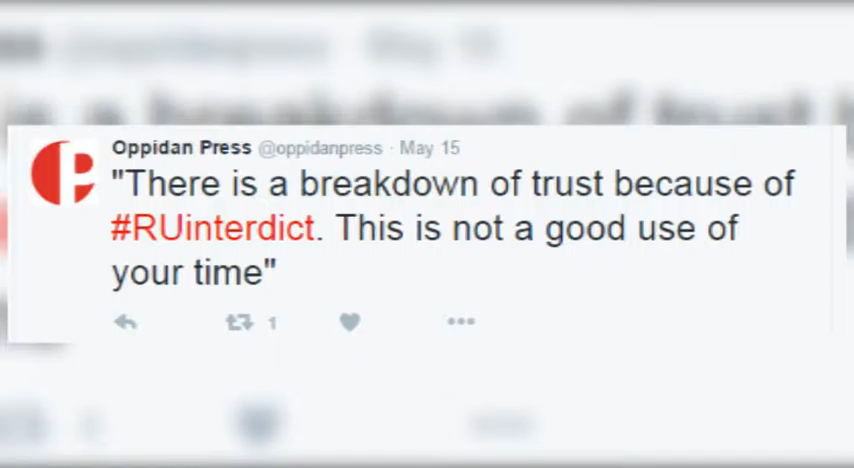 Oppidan Press @oppidanpress · May 15
"There is a breakdown of trust because of
#RUinterdict. This is not a good use of
your time"
1